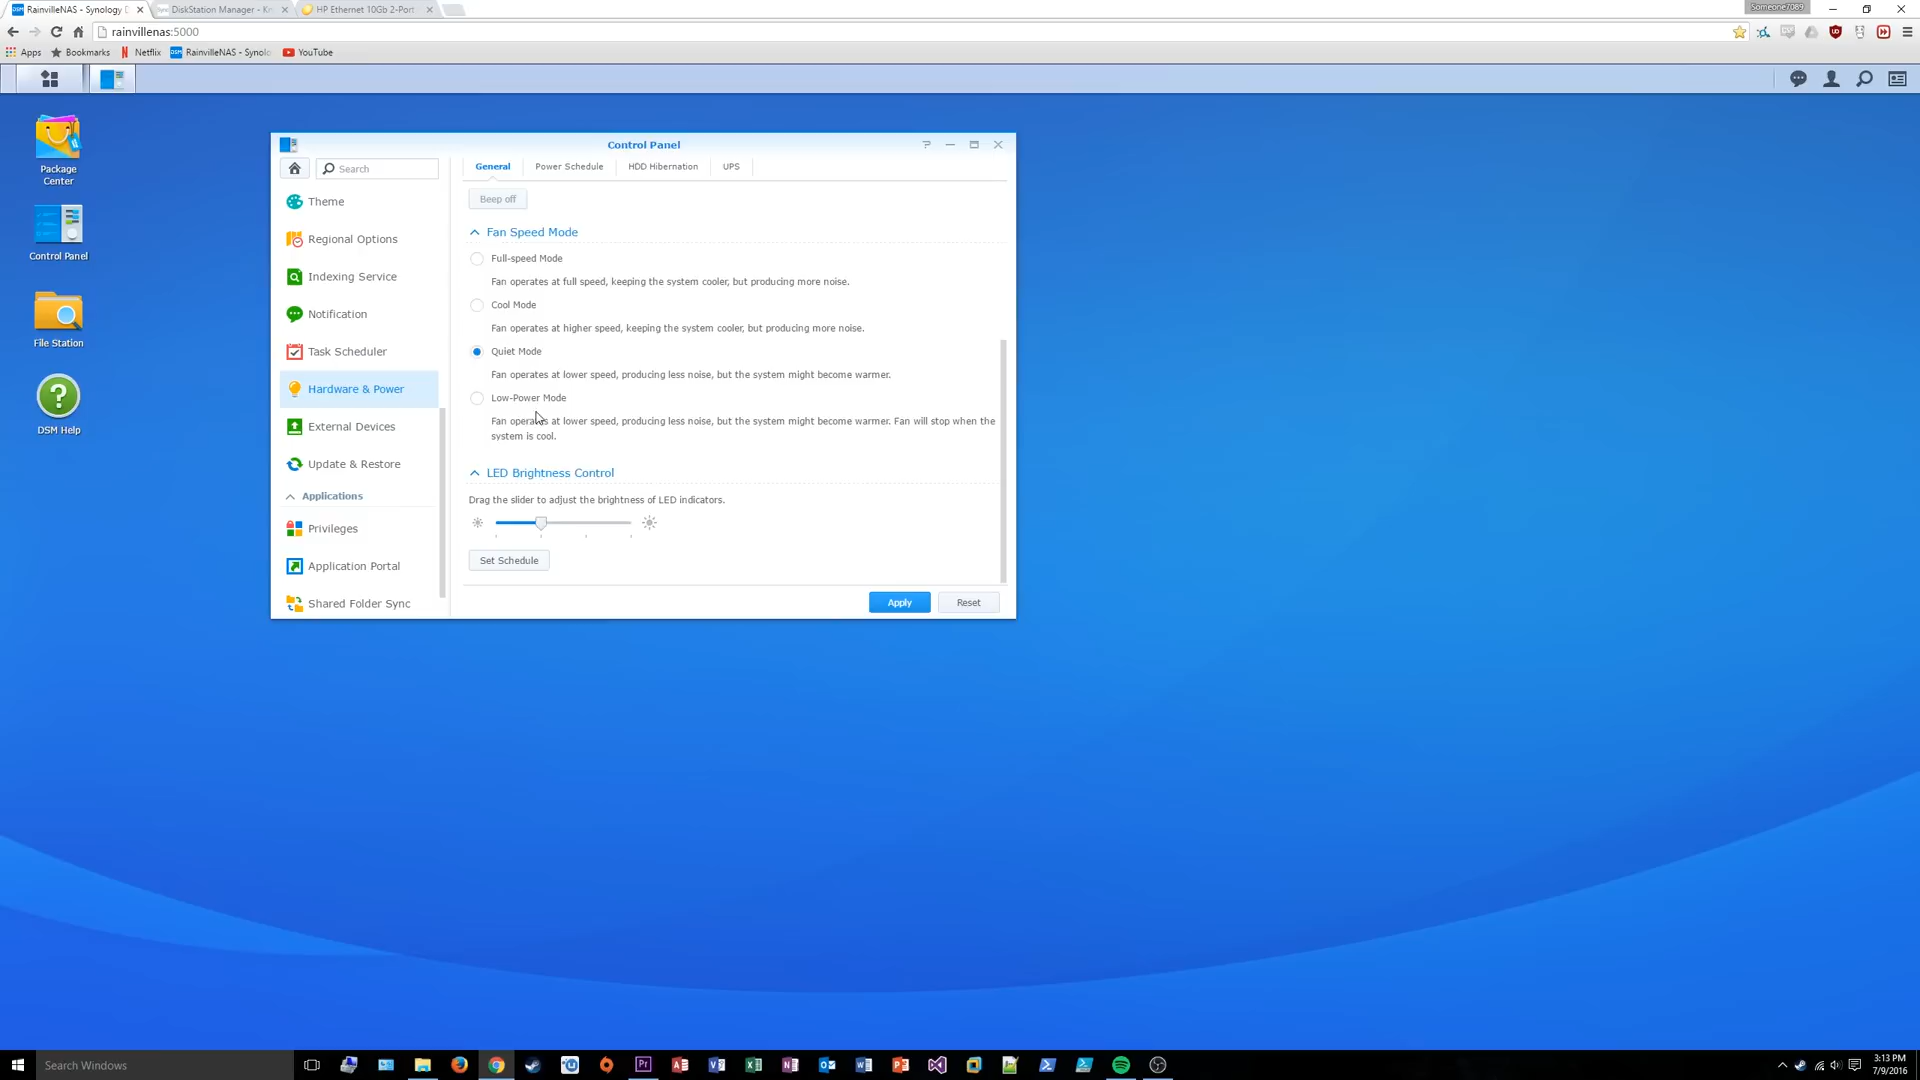 RainvilleNAS - Synology D
DiskStation Manager - Kn
HP Ethernet 10Gb 2-Port
Someone7089
rainvillenas:5000
Apps
Bookmarks
Netflix
RainvilleNAS - Synolo
YouTube
Package
Center
Control Panel
File Station
DSM Help
Control Panel
Search
General
Power Schedule
HDD Hibernation
UPS
Theme
Regional Options
Indexing Service
Notification
Task Scheduler
Hardware & Power
External Devices
Update & Restore
Applications
Privileges
Application Portal
Shared Folder Sync
Beep off
Fan Speed Mode
Full-speed Mode
Fan operates at full speed, keeping the system cooler, but producing more noise.
Cool Mode
Fan operates at higher speed, keeping the system cooler, but producing more noise.
Quiet Mode
Fan operates at lower speed, producing less noise, but the system might become warmer.
Low-Power Mode
Fan operates at lower speed, producing less noise, but the system might become warmer. Fan will stop when the
system is cool.
LED Brightness Control
Drag the slider to adjust the brightness of LED indicators.
Set Schedule
Apply
Reset
Search Windows
3:13 PM
7/9/2016